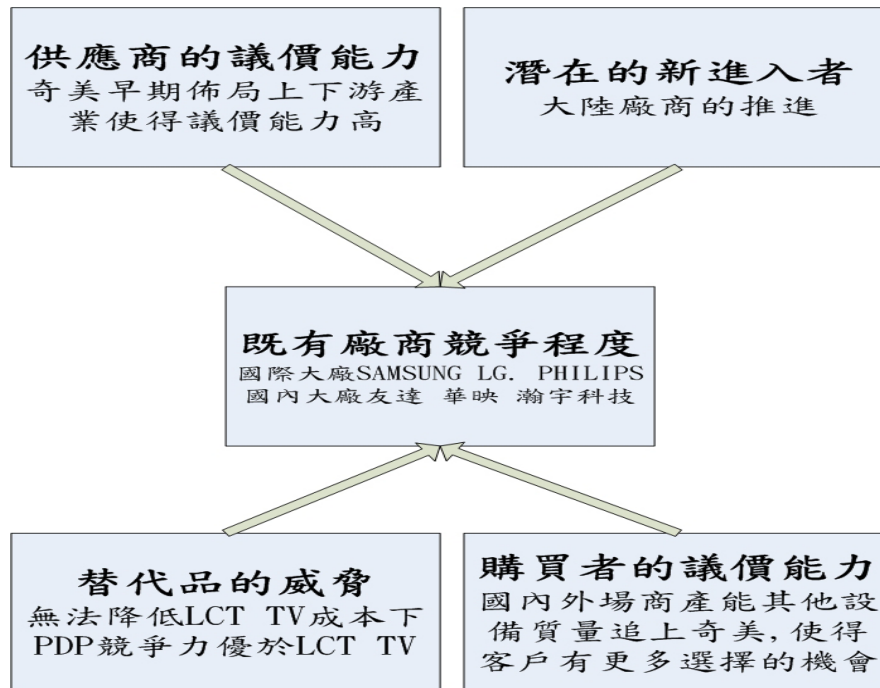 供應商的議價能力
奇美早期佈局上下游產
業使得議價能力高
潛在的新進入者
大陸廠商的推進
既有廠商競爭程度
國際大廠SAMSUNG LG. PHILIPS
國內大廠友達 華映 瀚宇科技
替代品的威脅
無法降低LCT TV成本下
PDP競爭力優於LCT TV
購買者的議價能力
國內外場商產能其他設
備質量追上奇美,使得
客戶有更多選擇的機會